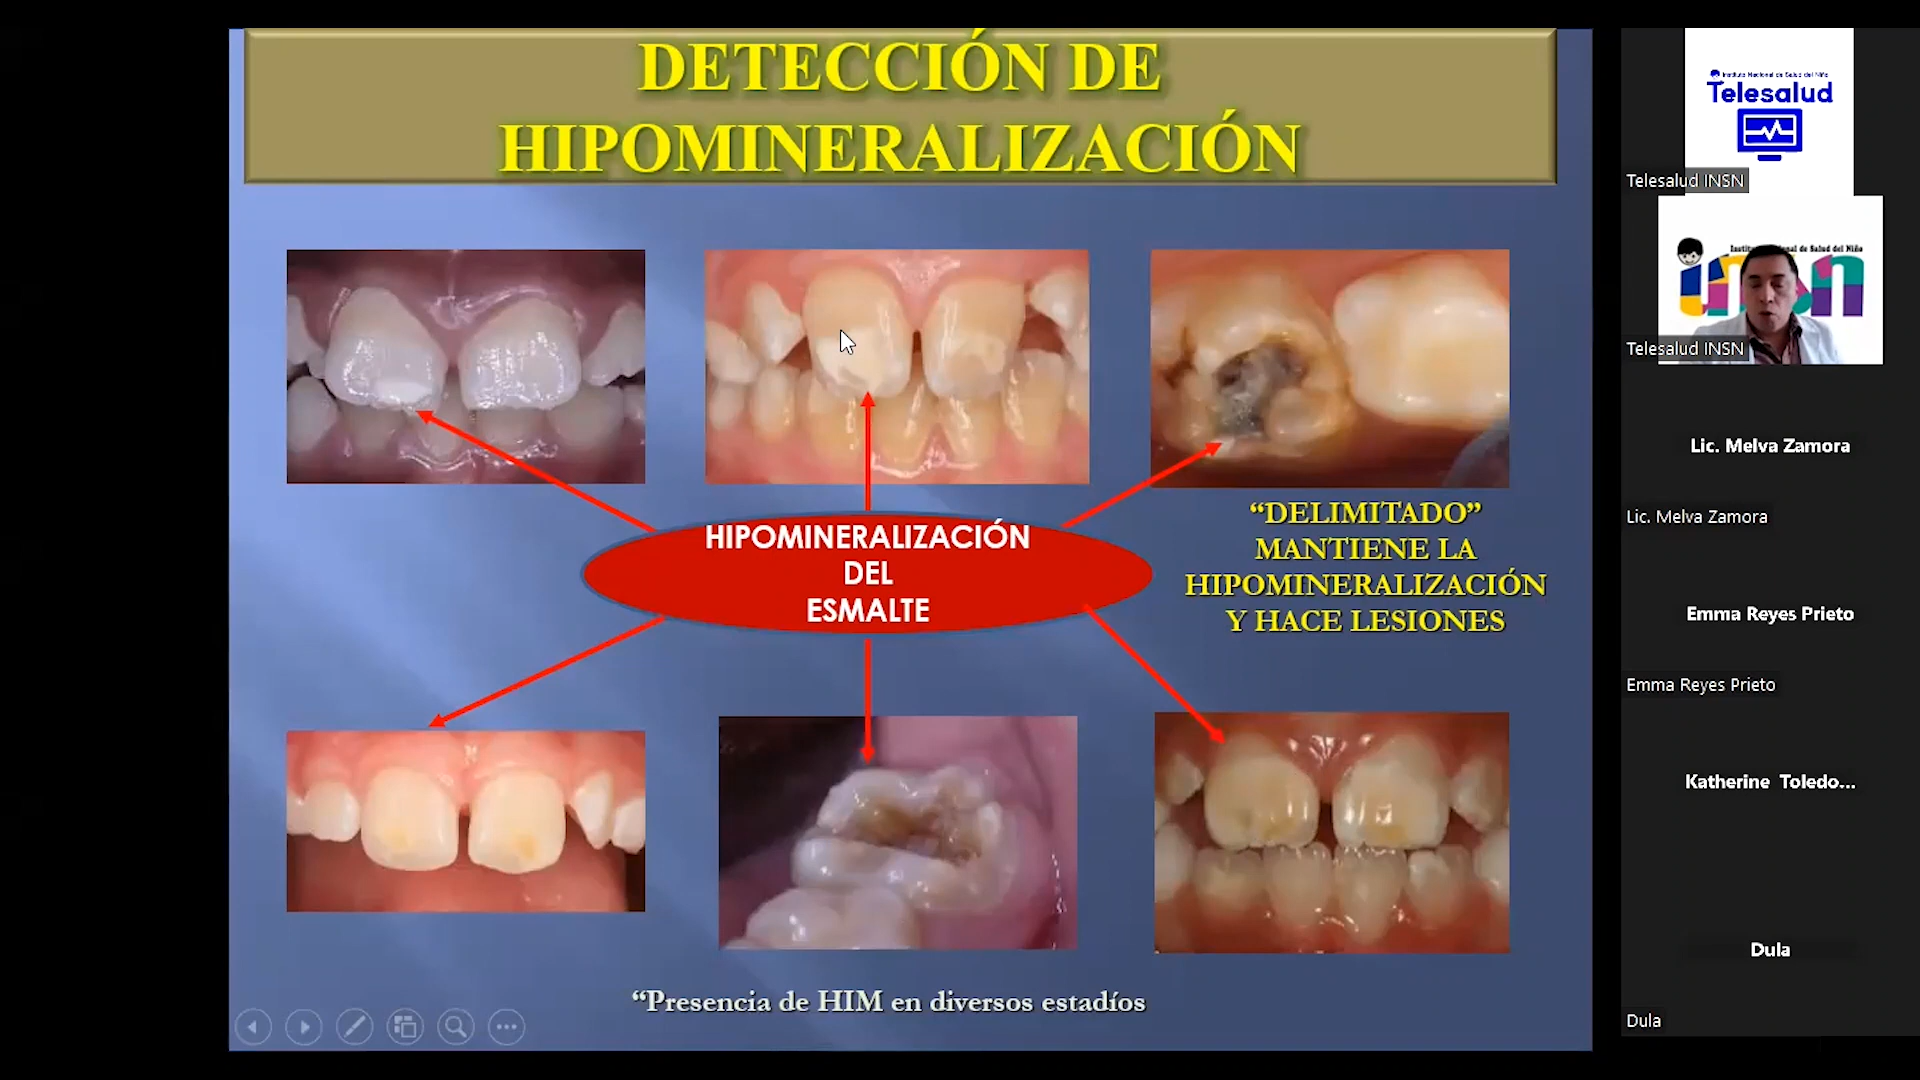 DETECCIÓN DE
HIPOMINERALIZACIÓN
HIPOMINERALIZACIÓN
DEL
ESMALTE
“DELIMITADO”
MANTIENE LA
HIPOMINERALIZACIÓN
Y HACE LESIONES
“Presencia de HIM en diversos estadíos
Instituto Nacional de Salud del Niño
Telesalud
Telesalud INSN
insn
Telesalud INSN
Lic. Melva Zamora
Lic. Melva Zamora
Emma Reyes Prieto
Emma Reyes Prieto
Katherine Toledo...
Dula
Dula